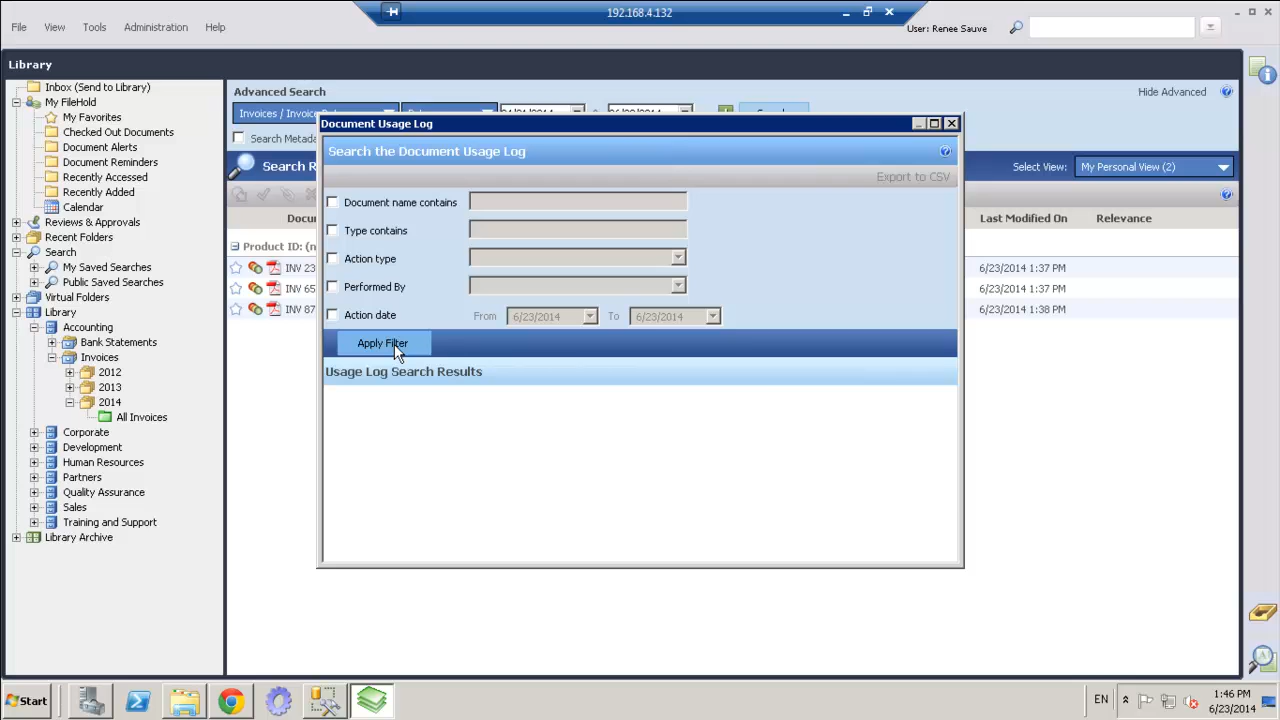 192.168.4.132
File View Tools Administration Help
User: Renee Sauve
Library
Inbox (Send to Library)
My FileHold
My Favorites
Checked Out Documents
Document Alerts
Document Reminders
Recently Accessed
Recently Added
Calendar
Reviews & Approvals
Recent Folders
Search
My Saved Searches
Public Saved Searches
Virtual Folders
Library
Accounting
Bank Statements
Invoices
2012
2013
2014
All Invoices
Corporate
Development
Human Resources
Partners
Quality Assurance
Sales
Training and Support
Library Archive
Advanced Search
Hide Advanced
Invoices / Invoice
Search Metada
Search R
Select View: My Personal View (2)
Docu
Last Modified On Relevance
Product ID: (n
INV 23 6/23/2014 1:37 PM
INV 65 6/23/2014 1:37 PM
INV 87 6/23/2014 1:38 PM
Document Usage Log
Search the Document Usage Log
Export to CSV
Document name contains
Type contains
Action type
Performed By
Action date From 6/23/2014 To 6/23/2014
Apply Filter
Usage Log Search Results
Start
EN
1:46 PM
6/23/2014